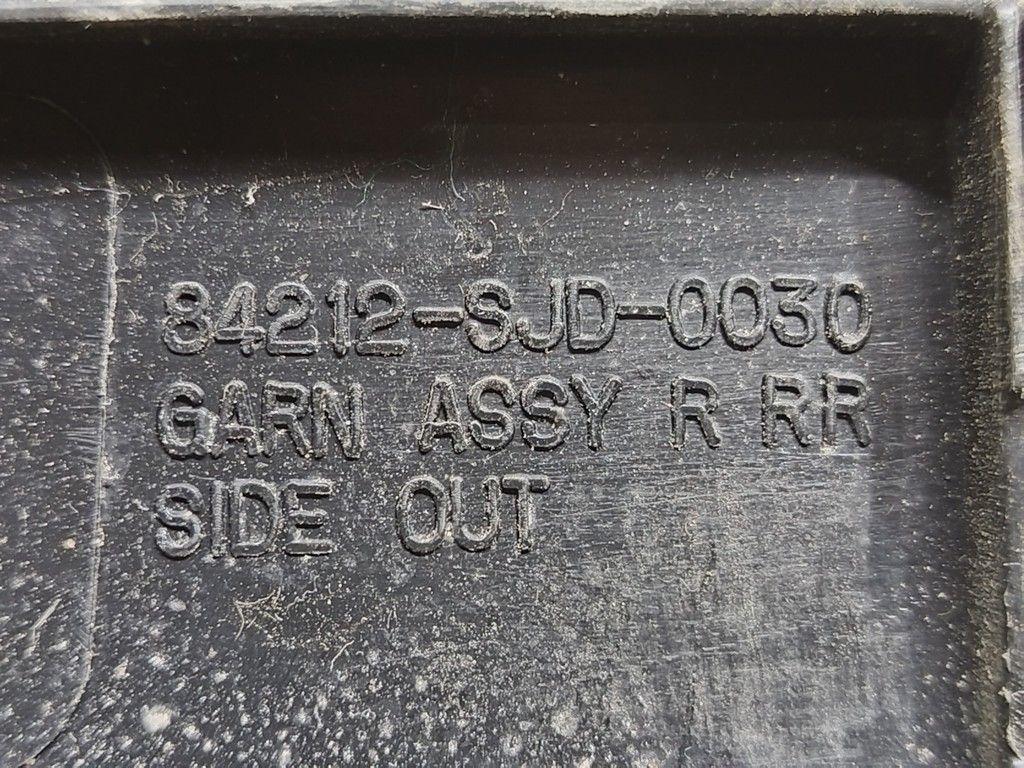 84212-SJD-0030
GARN ASSY R RR
SIDE OUT